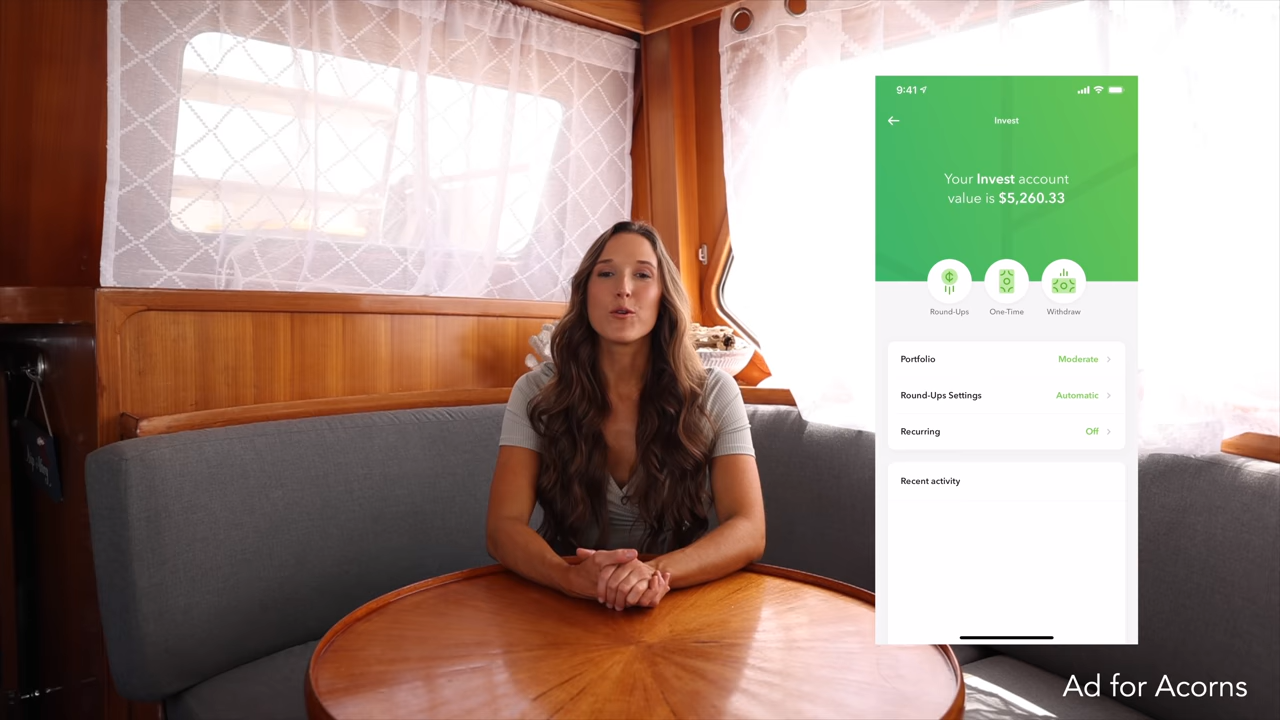 9:41
Invest
Your Invest account
value is $5,260.33
Round-Ups
One-Time
Withdraw
Portfolio
Moderate
Round-Ups Settings
Automatic
Recurring
Off
Recent activity
Ad for Acorns